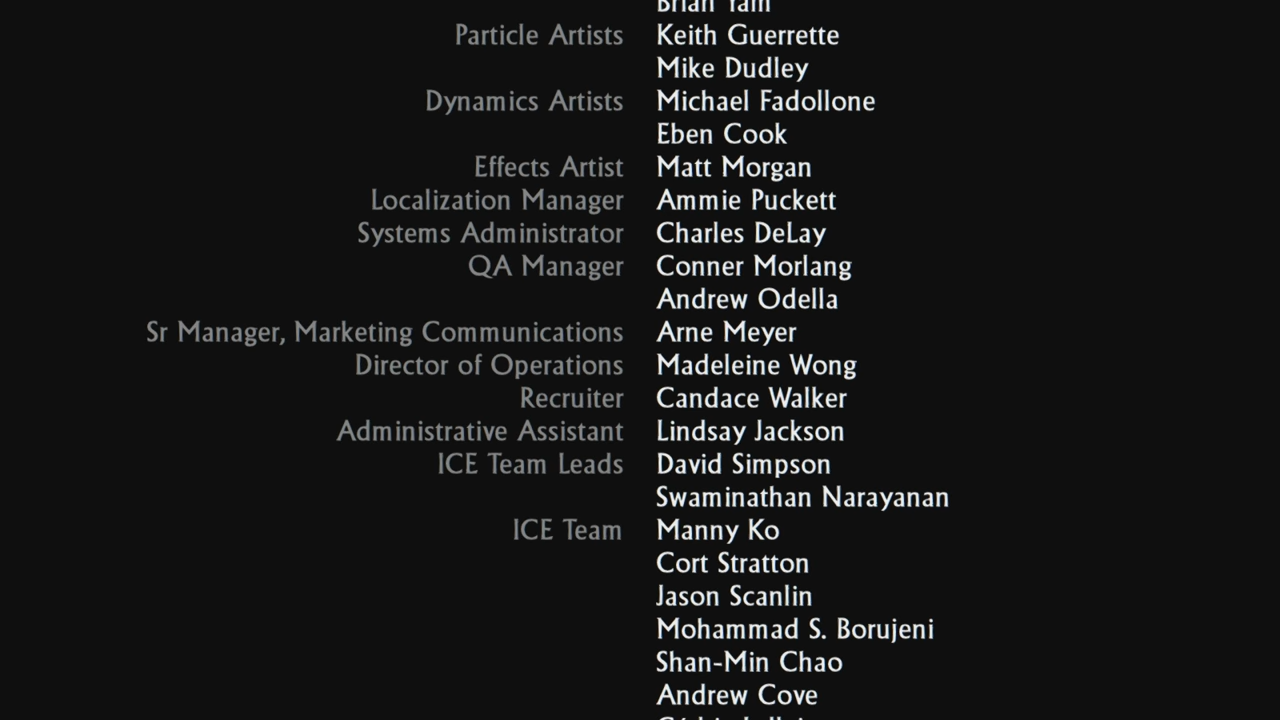 Brian Yam
Particle Artists Keith Guerrette
Mike Dudley
Dynamics Artists Michael Fadollone
Eben Cook
Effects Artist Matt Morgan
Localization Manager Ammie Puckett
Systems Administrator Charles DeLay
QA Manager Conner Morlang
Andrew Odella
Sr Manager, Marketing Communications Arne Meyer
Director of Operations Madeleine Wong
Recruiter Candace Walker
Administrative Assistant Lindsay Jackson
ICE Team Leads David Simpson
Swaminathan Narayanan
ICE Team Manny Ko
Cort Stratton
Jason Scanlin
Mohammad S. Borujeni
Shan-Min Chao
Andrew Cove